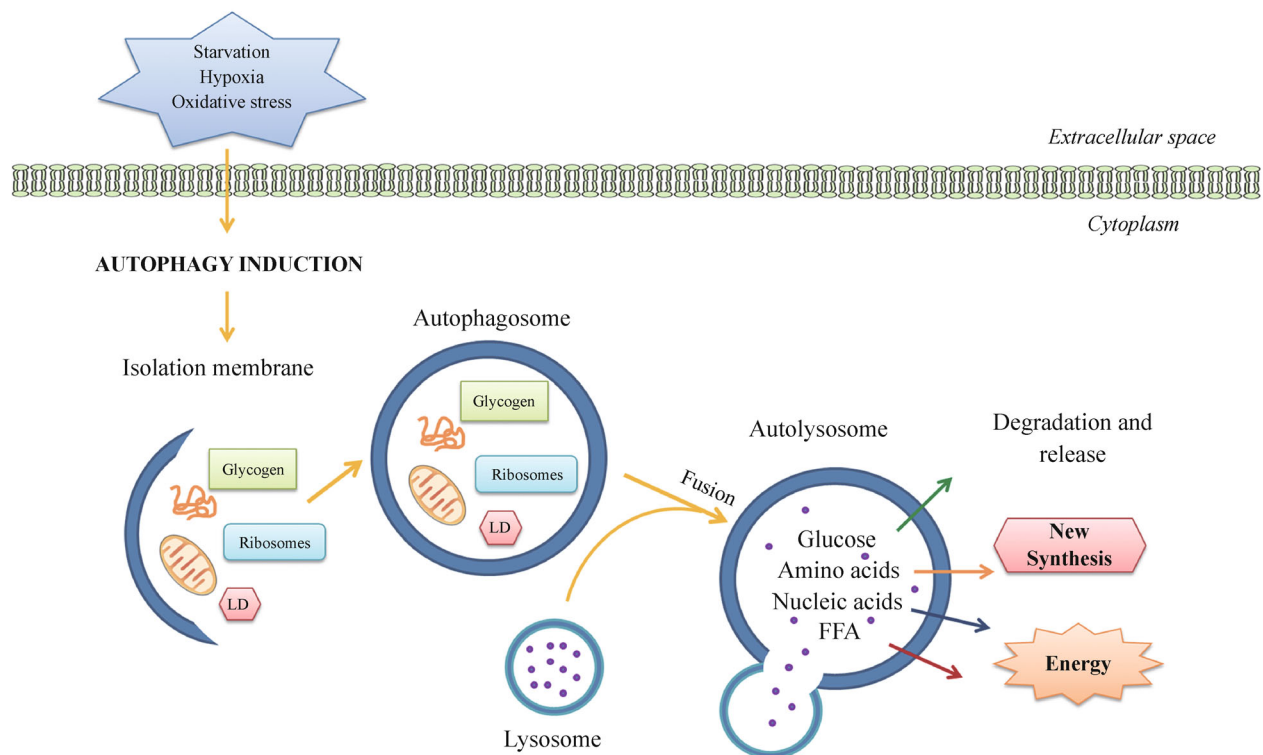 Starvation
Hypoxia
Oxidative stress
Extracellular space
Cytoplasm
AUTOPHAGY INDUCTION
Isolation membrane
Glycogen
Ribosomes
LD
Autophagosome
Glycogen
Ribosomes
LD
Fusion
Lysosome
Autolysosome
Glucose
Amino acids
Nucleic acids
FFA
Degradation and
release
New
Synthesis
Energy